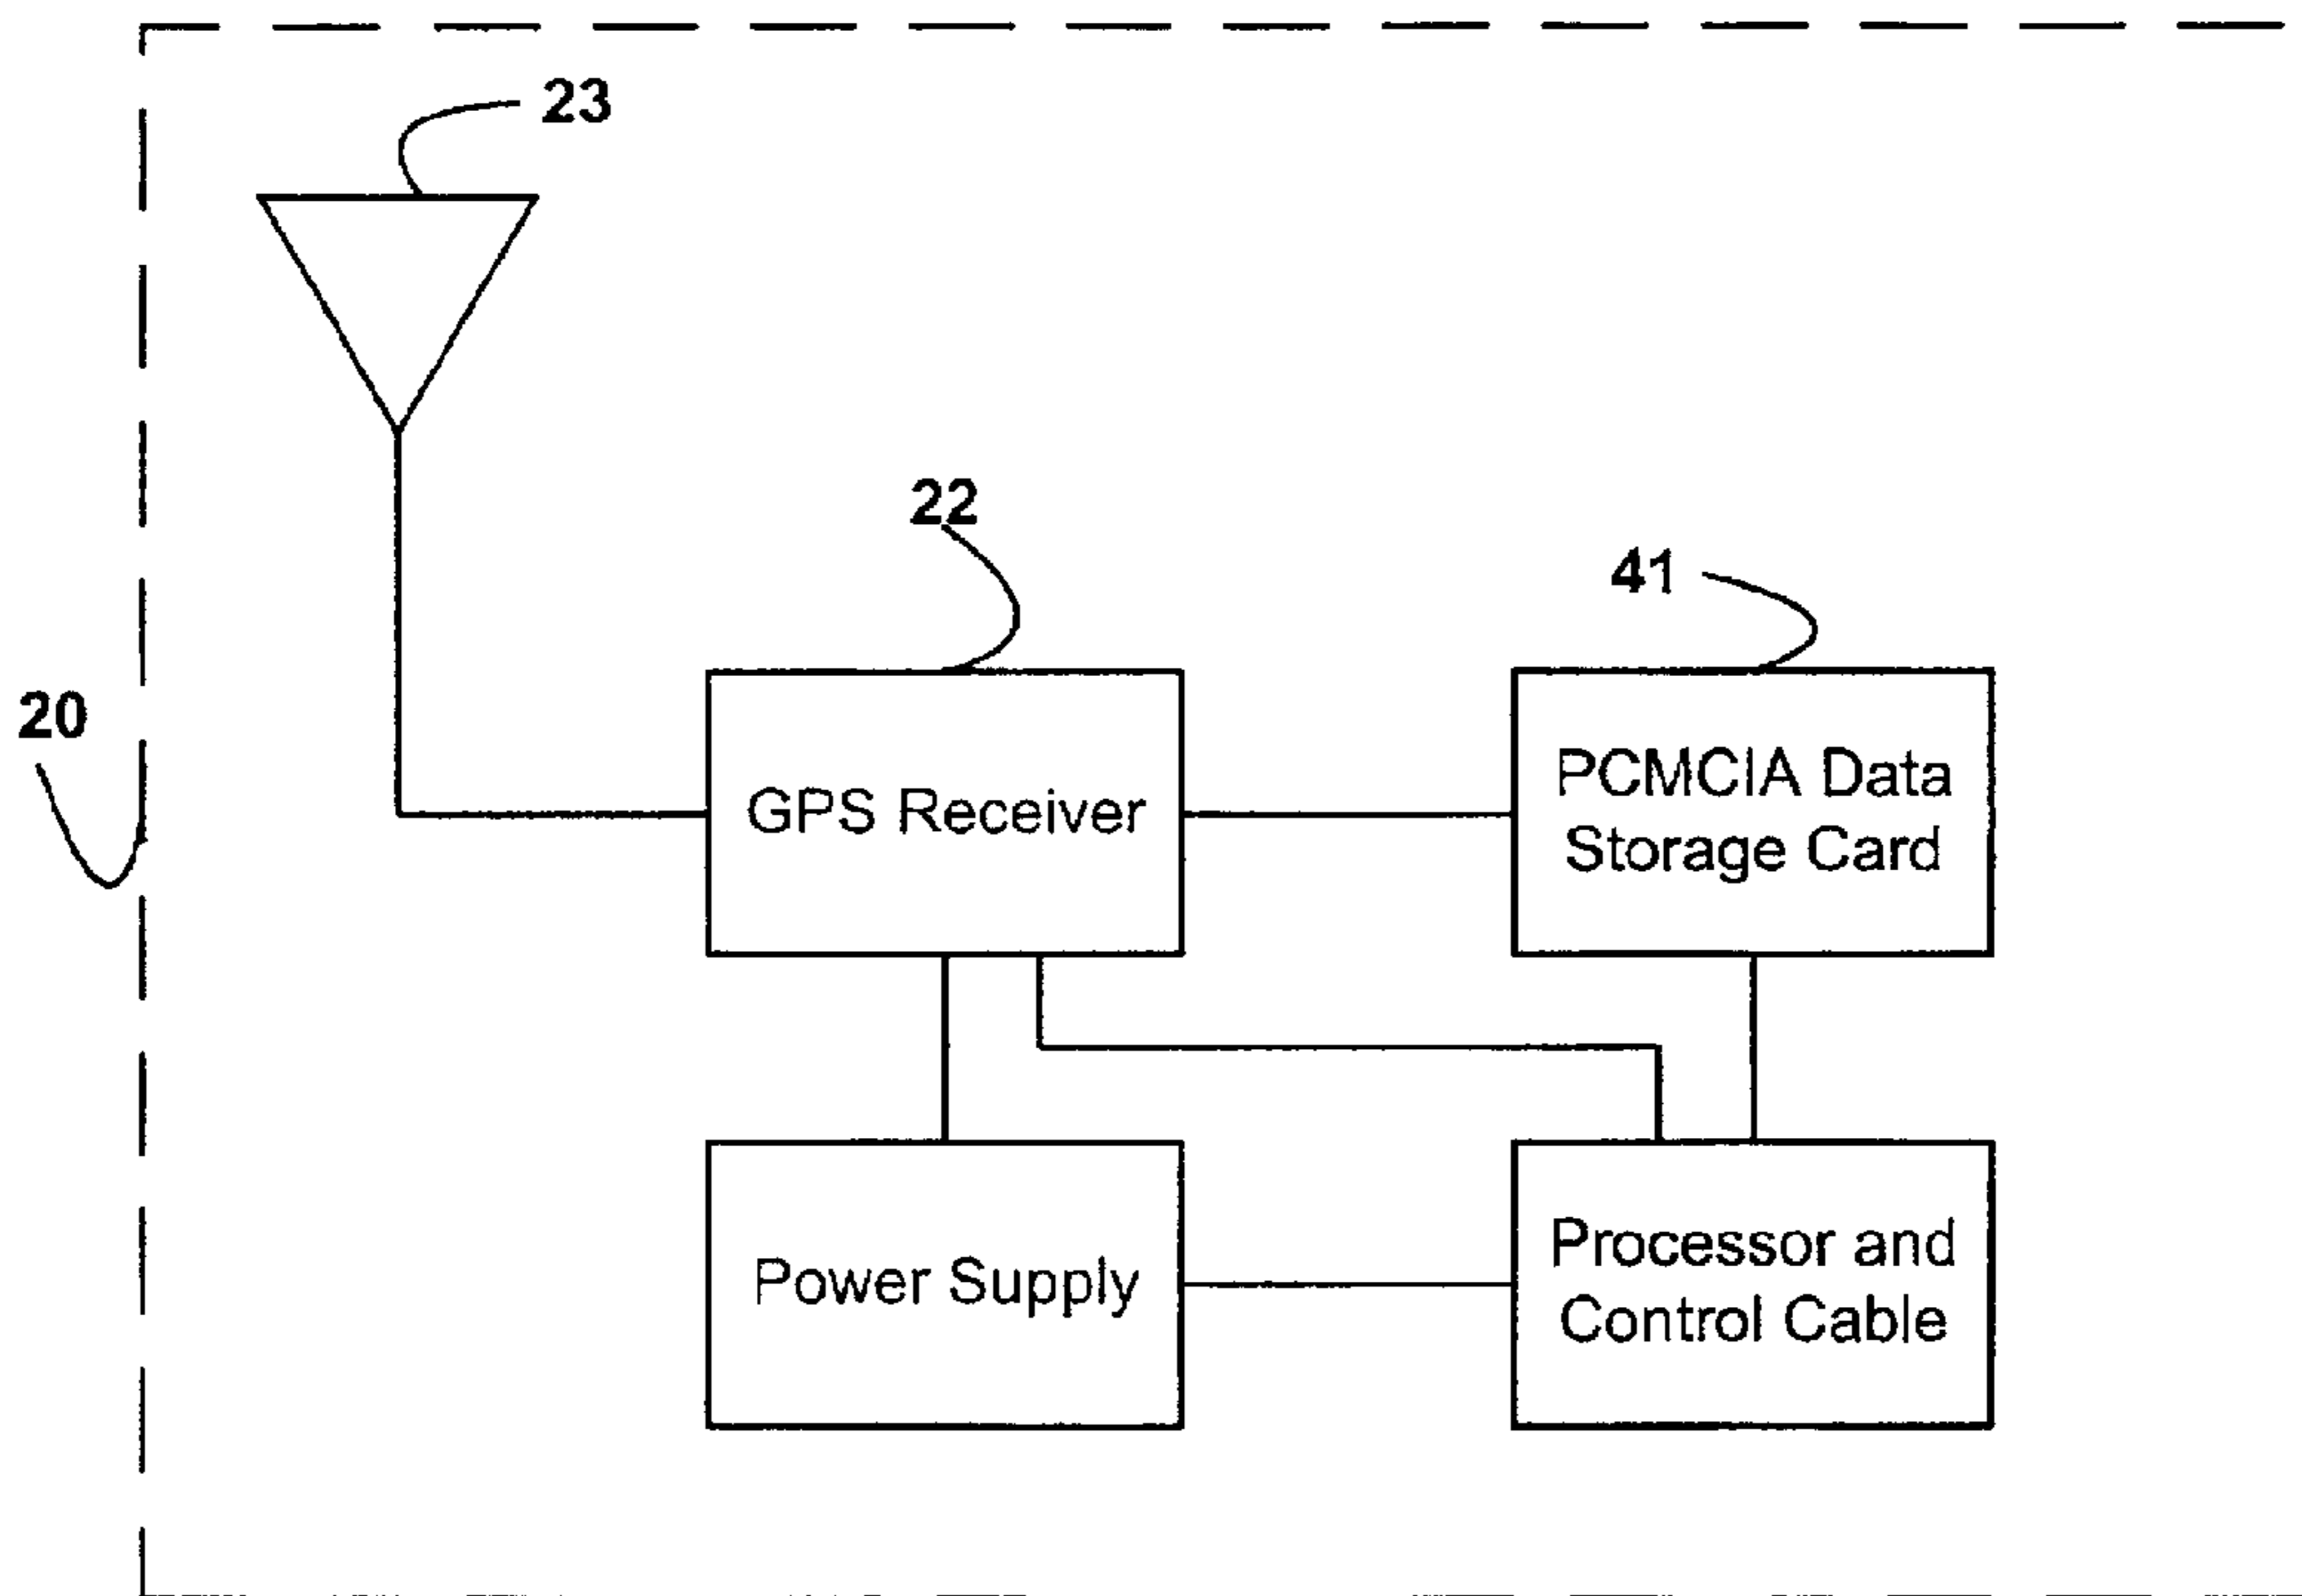 23
22
41
20
GPS Receiver
PCMCIA Data
Storage Card
Power Supply
Processor and
Control Cable